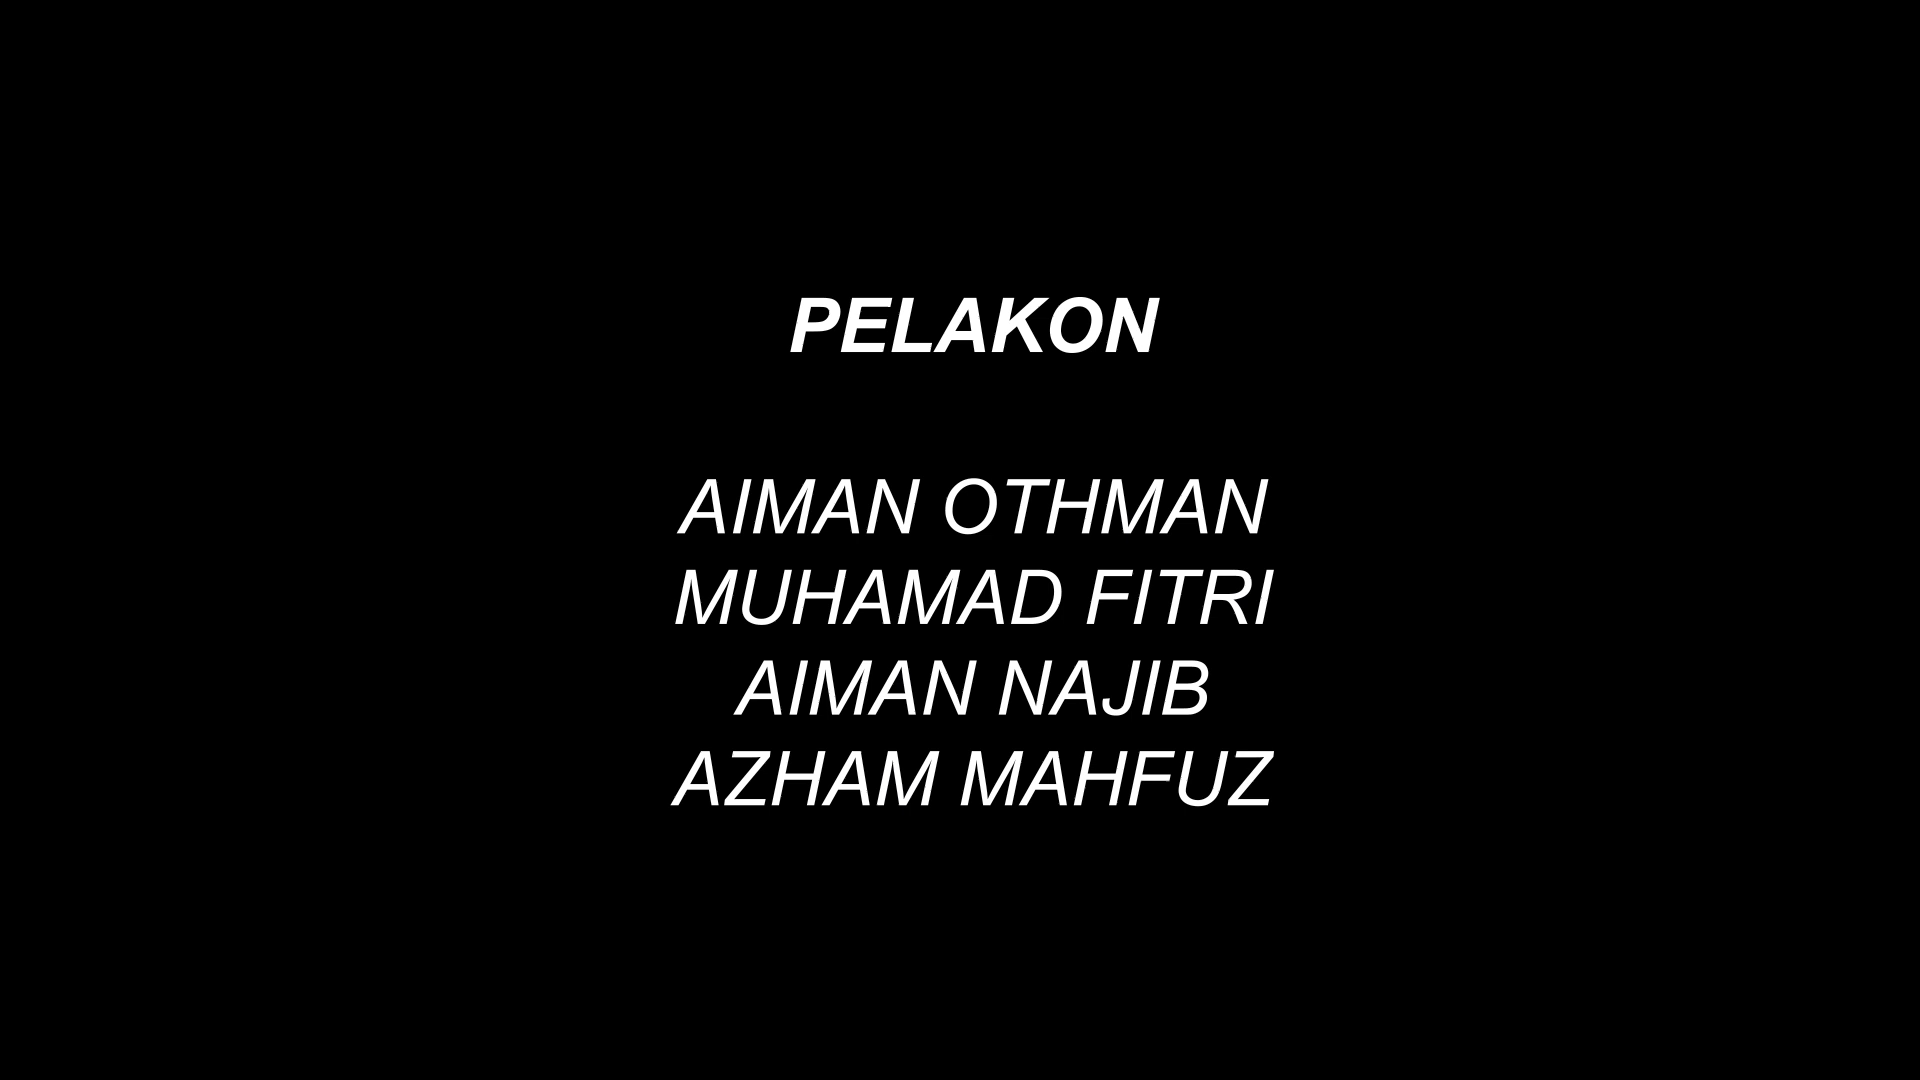 PELAKON
AIMAN OTHMAN
MUHAMAD FITRI
AIMAN NAJIB
AZHAM MAHFUZ